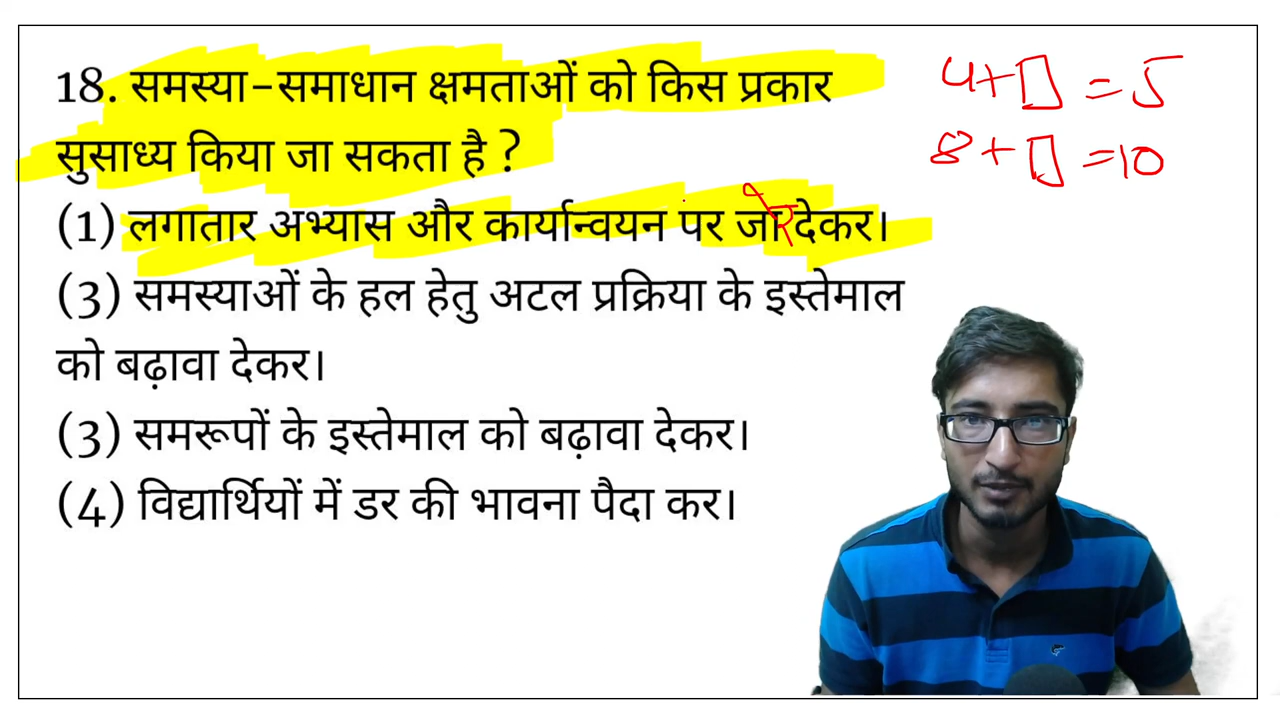 18. समस्या-समाधान क्षमताओं को किस प्रकार
सुसाध्य किया जा सकता है ?
(1) लगातार अभ्यास और कार्यान्वयन पर जोर देकर।
(3) समस्याओं के हल हेतु अटल प्रक्रिया के इस्तेमाल
को बढ़ावा देकर।
(3) समरूपों के इस्तेमाल को बढ़ावा देकर।
(4) विद्यार्थियों में डर की भावना पैदा कर।
4+▯ = 5
8+▯ =10